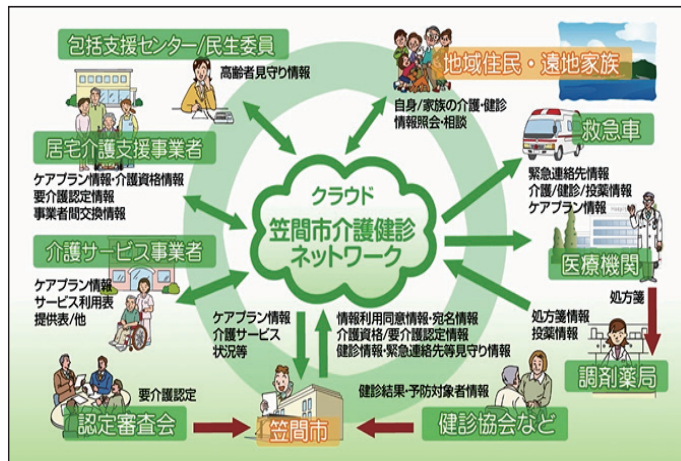 包括支援センター/民生委員
高齢者見守り情報
地域住民・遠地家族
自身/家族の介護・健診
情報照会・相談
居宅介護支援事業者
ケアプラン情報・介護資格情報
要介護認定情報
事業者間交換情報
救急車
緊急連絡先情報
介護/健診/投薬情報
ケアプラン情報
クラウド
笠間市介護健診
ネットワーク
介護サービス事業者
ケアプラン情報
サービス利用表
提供表/他
医療機関
処方箋
ケアプラン情報
介護サービス
状況等
情報利用同意情報・宛名情報
介護資格/要介護認定情報
健診情報・緊急連絡先等見守り情報
処方箋情報
投薬情報
調剤薬局
要介護認定
認定審査会
笠間市
健診結果・予防対象者情報
健診協会など